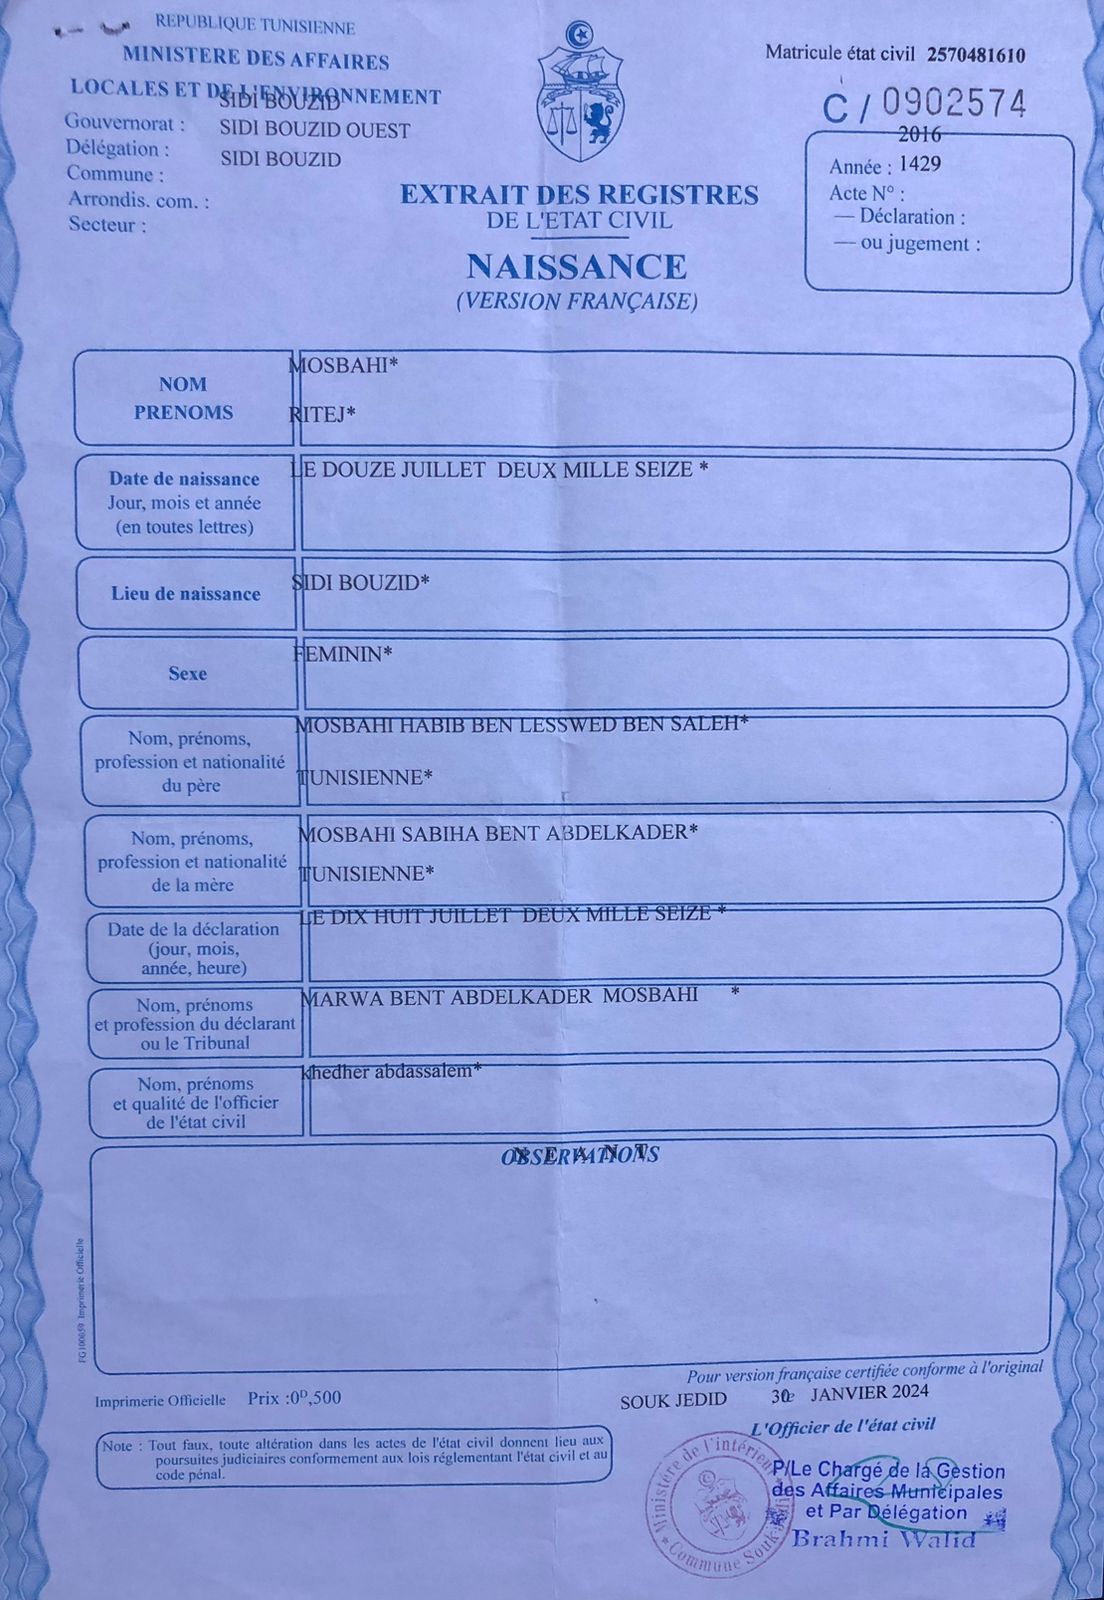 REPUBLIQUE TUNISIENNE
MINISTERE DES AFFAIRES
LOCALES ET DE L'ENVIRONNEMENT
Gouvernorat : SIDI BOUZID
Délégation : SIDI BOUZID OUEST
Commune : SIDI BOUZID
Arrondis. com. :
Secteur :
Matricule état civil 2570481610
C / 0902574
2016
Année : 1429
Acte N° :
— Déclaration :
— ou jugement :
EXTRAIT DES REGISTRES
DE L'ETAT CIVIL
NAISSANCE
(VERSION FRANÇAISE)
NOM MOSBAHI*
PRENOMS RITEJ*
Date de naissance LE DOUZE JUILLET DEUX MILLE SEIZE *
Jour, mois et année
(en toutes lettres)
Lieu de naissance SIDI BOUZID*
Sexe FEMININ*
Nom, prénoms, MOSBAHI HABIB BEN LESSWED BEN SALEH*
profession et nationalité
du père TUNISIENNE*
Nom, prénoms, MOSBAHI SABIHA BENT ABDELKADER*
profession et nationalité
de la mère TUNISIENNE*
Date de la déclaration LE DIX HUIT JUILLET DEUX MILLE SEIZE *
(jour, mois,
année, heure)
Nom, prénoms MARWA BENT ABDELKADER MOSBAHI *
et profession du déclarant
ou le Tribunal
Nom, prénoms khedher abdassalem*
et qualité de l'officier
de l'état civil
OBSERVATIONS
N E A N T
FG100659 Imprimerie Officielle
Pour version française certifiée conforme à l'original
Imprimerie Officielle Prix :0ᴰ,500
SOUK JEDID 30 JANVIER 2024
L'Officier de l'état civil
Note : Tout faux, toute altération dans les actes de l'état civil donnent lieu aux
poursuites judiciaires conformement aux lois réglementant l'état civil et au
code pénal.
P/Le Chargé de la Gestion
des Affaires Municipales
et Par Délégation
Brahmi Walid
Ministère de l'intérieur
Commune Souk